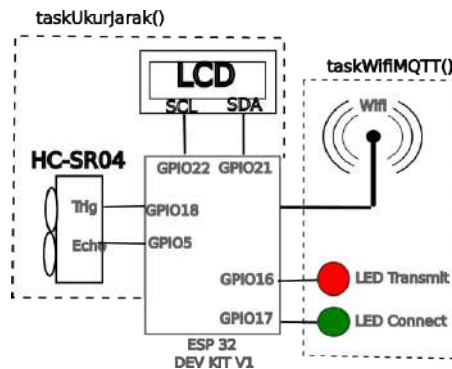 taskUkurJarak()
taskWifiMQTT()
LCD
SCL SDA
Wifi
HC-SR04
GPIO22 GPIO21
Trig
GPIO18
Echo
GPIO5
GPIO16
LED Transmit
GPIO17
LED Connect
ESP 32
DEV KIT V1